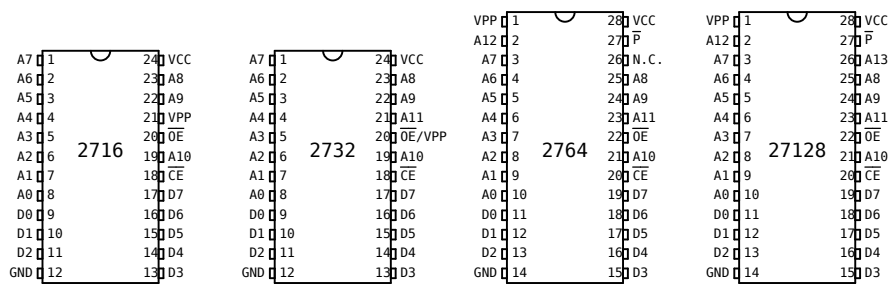 VPP 1 28 VCC VPP 1 28 VCC
A12 2 27 P A12 2 27 P
A7 1 24 VCC A7 1 24 VCC A7 3 26 N.C. A7 3 26 A13
A6 2 23 A8 A6 2 23 A8 A6 4 25 A8 A6 4 25 A8
A5 3 22 A9 A5 3 22 A9 A5 5 24 A9 A5 5 24 A9
A4 4 21 VPP A4 4 21 A11 A4 6 23 A11 A4 6 23 A11
A3 5 20 OE A3 5 20 OE/VPP A3 7 22 OE A3 7 22 OE
A2 6 2716 19 A10 A2 6 2732 19 A10 A2 8 2764 21 A10 A2 8 27128 21 A10
A1 7 18 CE A1 7 18 CE A1 9 20 CE A1 9 20 CE
A0 8 17 D7 A0 8 17 D7 A0 10 19 D7 A0 10 19 D7
D0 9 16 D6 D0 9 16 D6 D0 11 18 D6 D0 11 18 D6
D1 10 15 D5 D1 10 15 D5 D1 12 17 D5 D1 12 17 D5
D2 11 14 D4 D2 11 14 D4 D2 13 16 D4 D2 13 16 D4
GND 12 13 D3 GND 12 13 D3 GND 14 15 D3 GND 14 15 D3